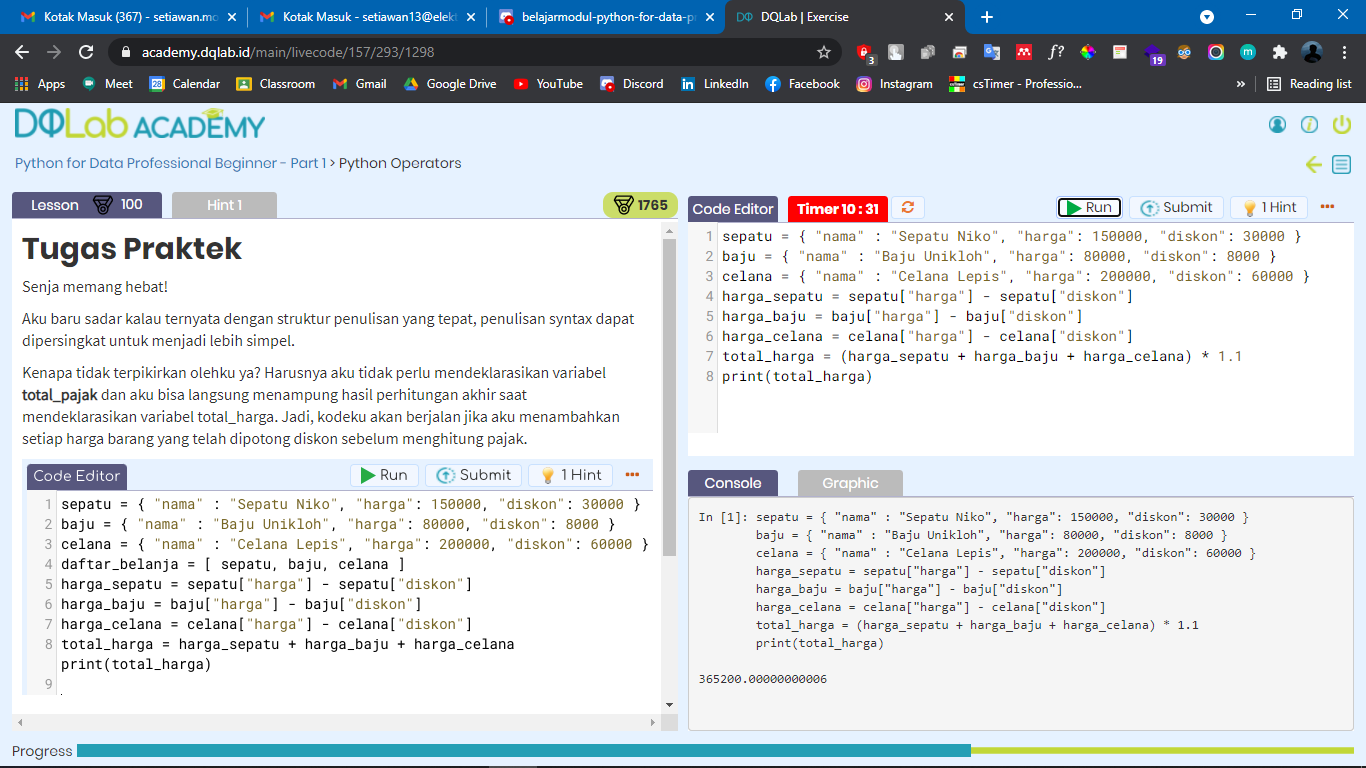 Kotak Masuk (367) - setiawan.mo
Kotak Masuk - setiawan13@elekt
belajarmodul-python-for-data-p
DQLab | Exercise
academy.dqlab.id/main/livecode/157/293/1298
3
f?
19
Apps
Meet
28
Calendar
Classroom
Gmail
Google Drive
YouTube
Discord
LinkedIn
Facebook
Instagram
csTimer - Professio...
»
Reading list
DQLab ACADEMY
Python for Data Professional Beginner - Part 1 > Python Operators
Lesson 100
Hint 1
1765
Tugas Praktek
Senja memang hebat!
Aku baru sadar kalau ternyata dengan struktur penulisan yang tepat, penulisan syntax dapat
dipersingkat untuk menjadi lebih simpel.
Kenapa tidak terpikirkan olehku ya? Harusnya aku tidak perlu mendeklarasikan variabel
total_pajak dan aku bisa langsung menampung hasil perhitungan akhir saat
mendeklarasikan variabel total_harga. Jadi, kodeku akan berjalan jika aku menambahkan
setiap harga barang yang telah dipotong diskon sebelum menghitung pajak.
Code Editor
Run
Submit
1 Hint
1 sepatu = { "nama" : "Sepatu Niko", "harga": 150000, "diskon": 30000 }
2 baju = { "nama" : "Baju Unikloh", "harga": 80000, "diskon": 8000 }
3 celana = { "nama" : "Celana Lepis", "harga": 200000, "diskon": 60000 }
4 daftar_belanja = [ sepatu, baju, celana ]
5 harga_sepatu = sepatu["harga"] - sepatu["diskon"]
6 harga_baju = baju["harga"] - baju["diskon"]
7 harga_celana = celana["harga"] - celana["diskon"]
8 total_harga = harga_sepatu + harga_baju + harga_celana
print(total_harga)
9
Code Editor
Timer 10 : 31
Run
Submit
1 Hint
1 sepatu = { "nama" : "Sepatu Niko", "harga": 150000, "diskon": 30000 }
2 baju = { "nama" : "Baju Unikloh", "harga": 80000, "diskon": 8000 }
3 celana = { "nama" : "Celana Lepis", "harga": 200000, "diskon": 60000 }
4 harga_sepatu = sepatu["harga"] - sepatu["diskon"]
5 harga_baju = baju["harga"] - baju["diskon"]
6 harga_celana = celana["harga"] - celana["diskon"]
7 total_harga = (harga_sepatu + harga_baju + harga_celana) * 1.1
8 print(total_harga)
Console
Graphic
In [1]: sepatu = { "nama" : "Sepatu Niko", "harga": 150000, "diskon": 30000 }
baju = { "nama" : "Baju Unikloh", "harga": 80000, "diskon": 8000 }
celana = { "nama" : "Celana Lepis", "harga": 200000, "diskon": 60000 }
harga_sepatu = sepatu["harga"] - sepatu["diskon"]
harga_baju = baju["harga"] - baju["diskon"]
harga_celana = celana["harga"] - celana["diskon"]
total_harga = (harga_sepatu + harga_baju + harga_celana) * 1.1
print(total_harga)
365200.00000000006
Progress